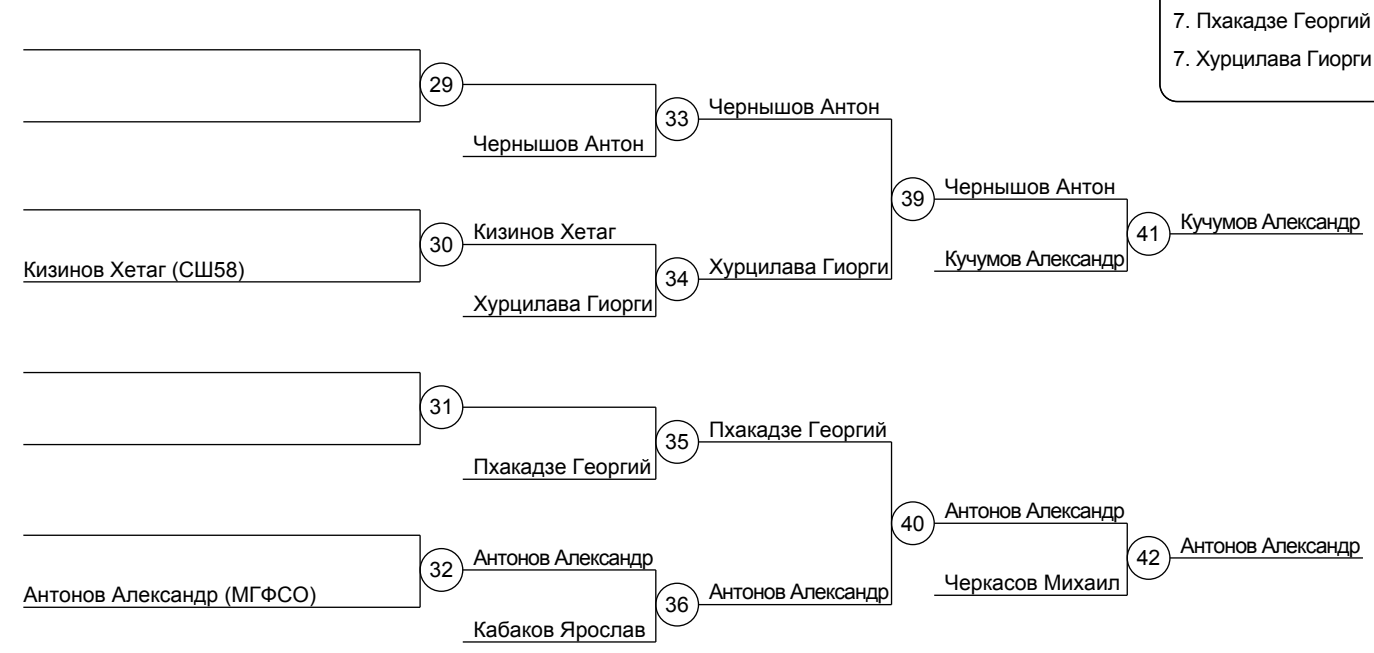 7. Пхакадзе Георгий
7. Хурцилава Гиорги
29
Чернышов Антон
33
Чернышов Антон
Кизинов Хетаг (СШ58)
30
Кизинов Хетаг
Хурцилава Гиорги
34
Хурцилава Гиорги
39
Чернышов Антон
Кучумов Александр
41
Кучумов Александр
31
Пхакадзе Георгий
35
Пхакадзе Георгий
Антонов Александр (МГФСО)
32
Антонов Александр
Кабаков Ярослав
36
Антонов Александр
40
Антонов Александр
Черкасов Михаил
42
Антонов Александр